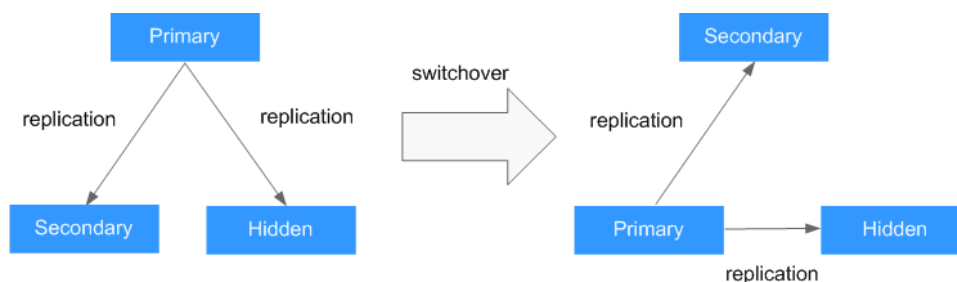 Primary
replication
replication
Secondary
Hidden
switchover
Secondary
replication
Primary
Hidden
replication